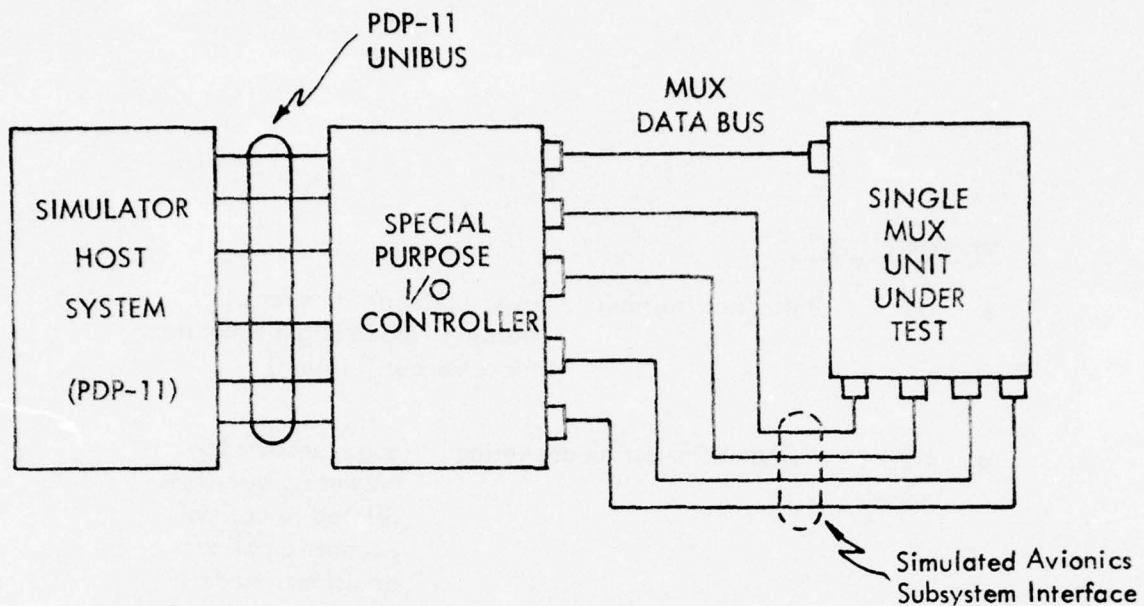 PDP-11
UNIBUS
MUX
DATA BUS
SIMULATOR
HOST
SYSTEM
(PDP-11)
SPECIAL
PURPOSE
I/O
CONTROLLER
SINGLE
MUX
UNIT
UNDER
TEST
Simulated Avionics
Subsystem Interface